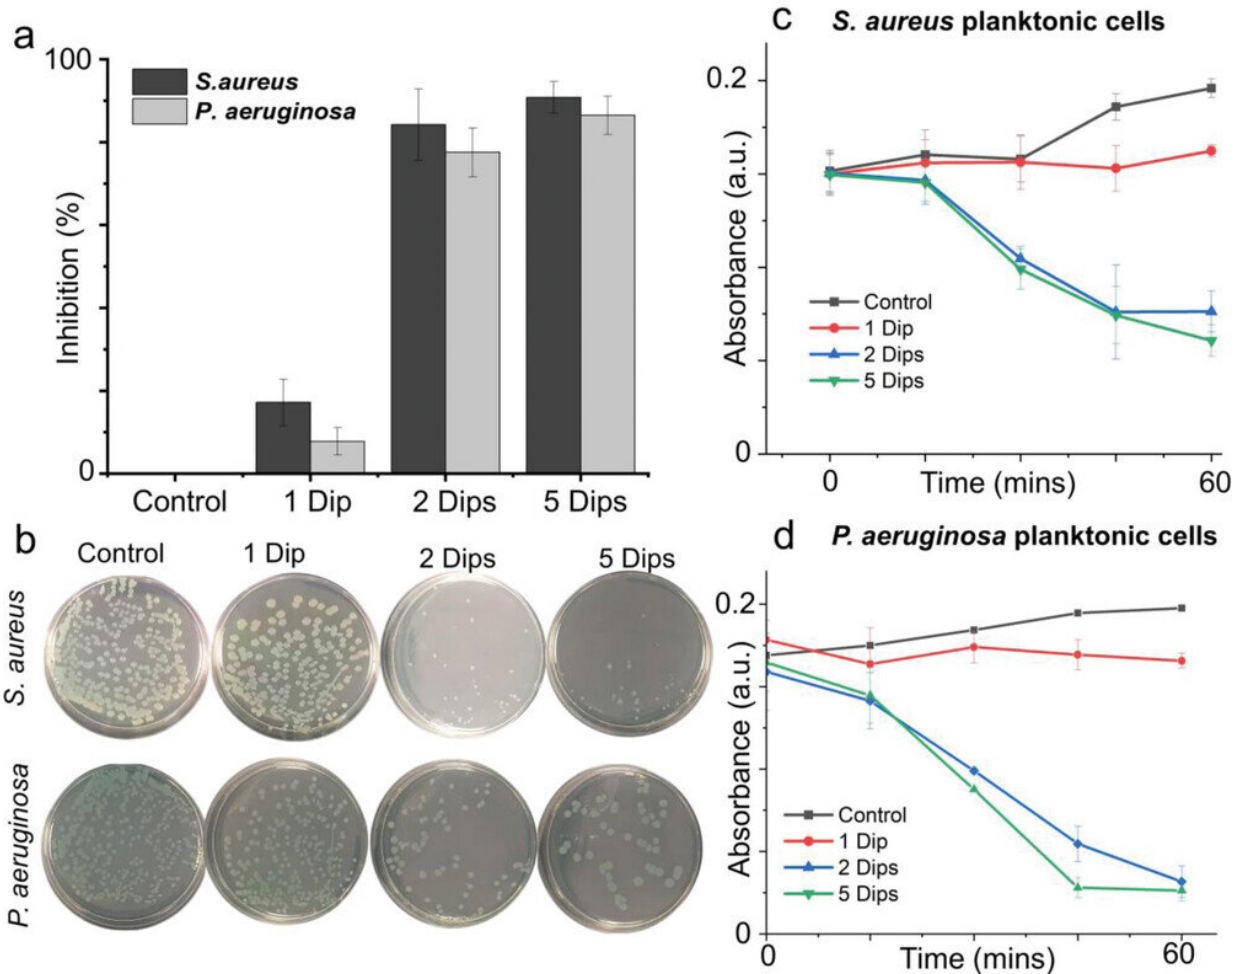 a
100
S.aureus
P. aeruginosa
Inhibition (%)
0
Control 1 Dip 2 Dips 5 Dips
b
Control 1 Dip 2 Dips 5 Dips
S. aureus
P. aeruginosa
c S. aureus planktonic cells
0.2
Absorbance (a.u.)
Control
1 Dip
2 Dips
5 Dips
0
0 Time (mins) 60
d P. aeruginosa planktonic cells
0.2
Absorbance (a.u.)
Control
1 Dip
2 Dips
5 Dips
0
0 Time (mins) 60